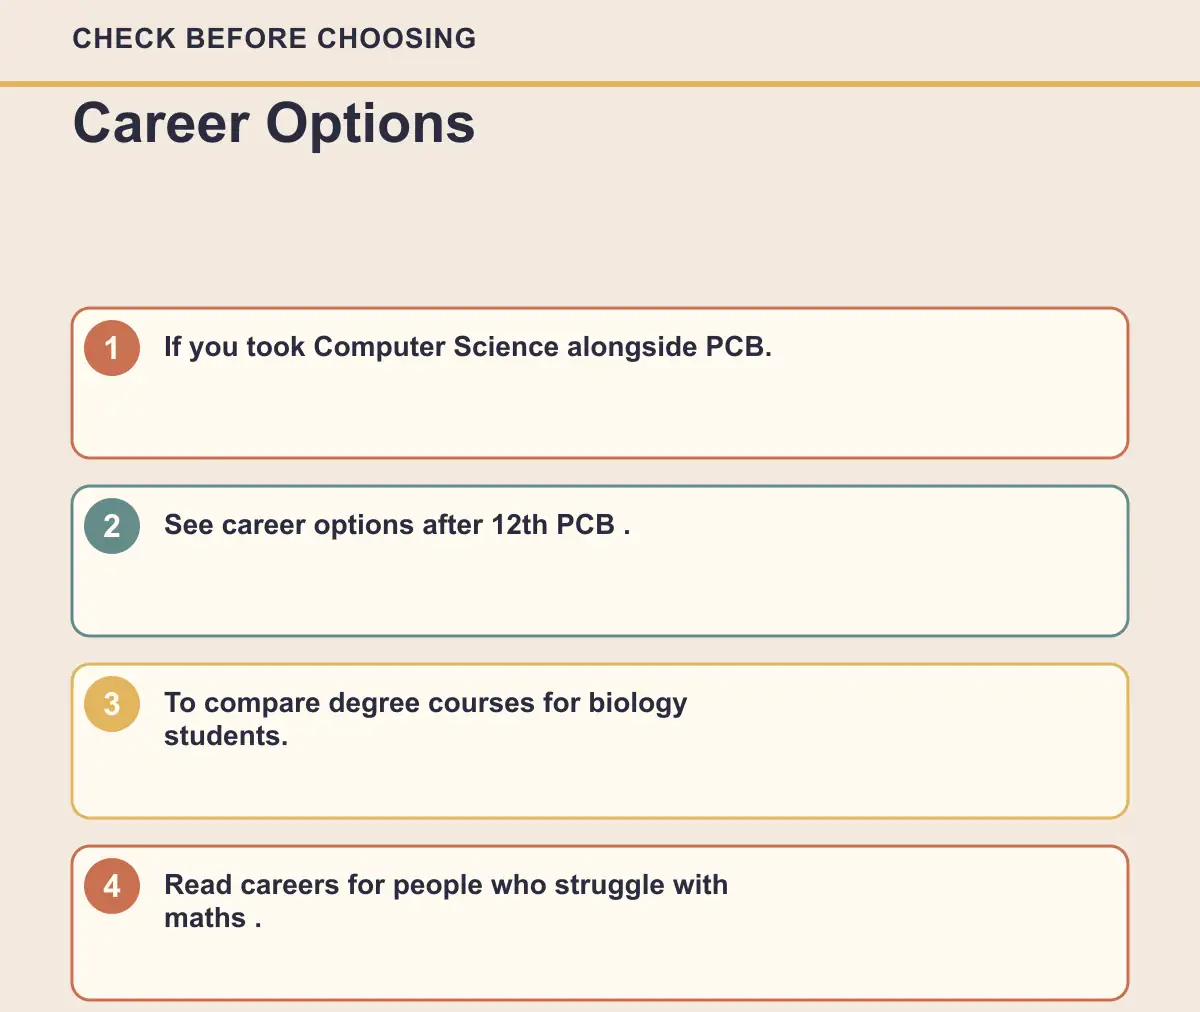 CHECK BEFORE CHOOSING
Career Options
1
If you took Computer Science alongside PCB.
2
See career options after 12th PCB .
3
To compare degree courses for biology
students.
4
Read careers for people who struggle with
maths .